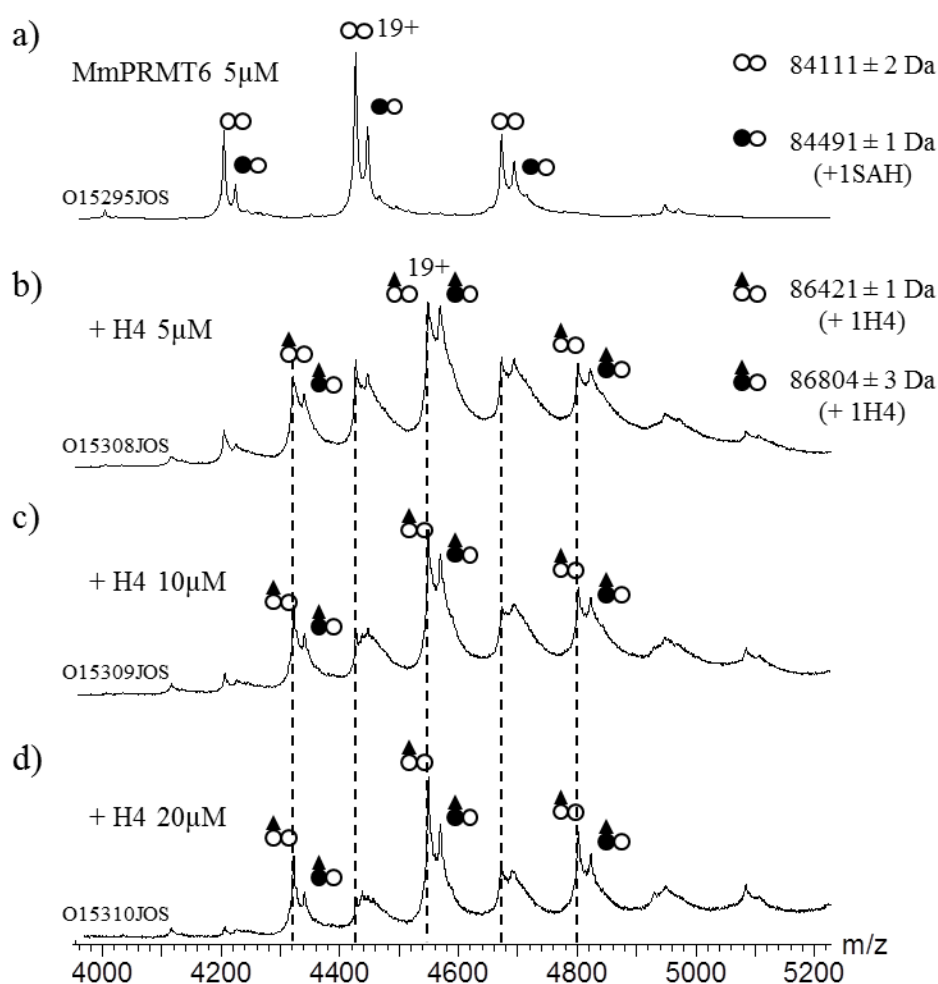 a)
19+
MmPRMT6 5µM
84111 ± 2 Da
84491 ± 1 Da
(+1SAH)
O15295JOS
b)
19+
+ H4 5µM
86421 ± 1 Da
(+ 1H4)
86804 ± 3 Da
(+ 1H4)
O15308JOS
c)
+ H4 10µM
O15309JOS
d)
+ H4 20µM
O15310JOS
m/z
4000 4200 4400 4600 4800 5000 5200